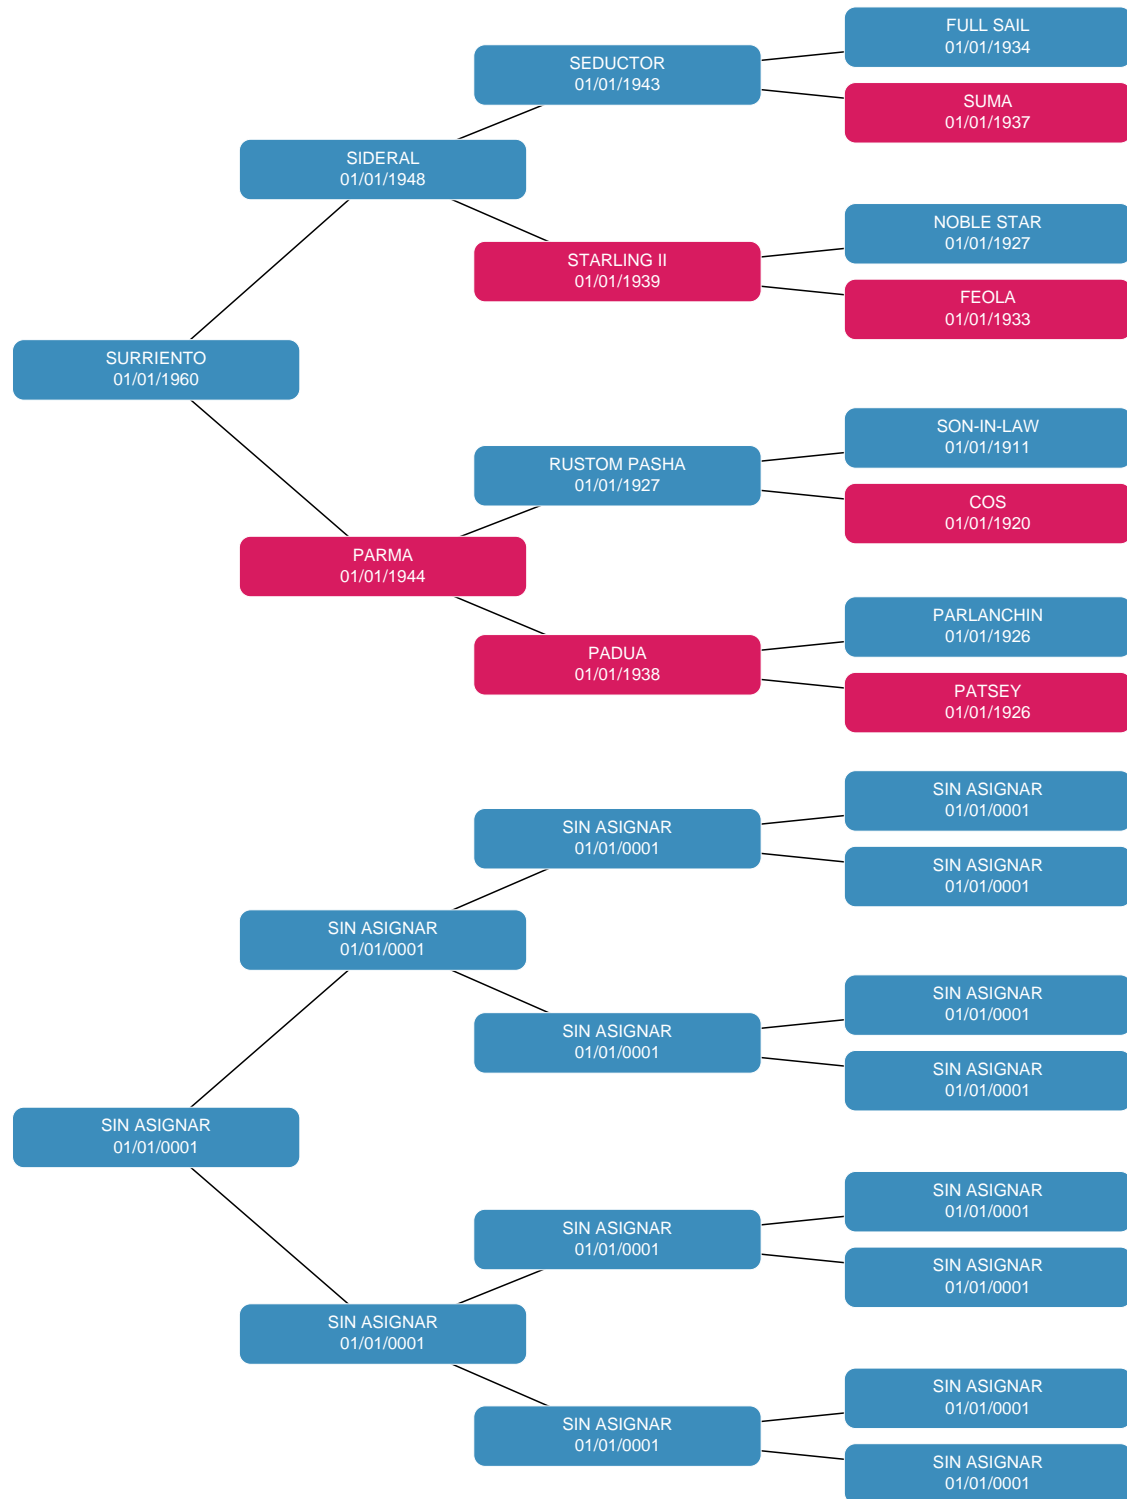 FULL SAIL
01/01/1934
SEDUCTOR
01/01/1943
SUMA
01/01/1937
SIDERAL
01/01/1948
NOBLE STAR
01/01/1927
STARLING II
01/01/1939
FEOLA
01/01/1933
SURRIENTO
01/01/1960
SON-IN-LAW
01/01/1911
RUSTOM PASHA
01/01/1927
COS
01/01/1920
PARMA
01/01/1944
PARLANCHIN
01/01/1926
PADUA
01/01/1938
PATSEY
01/01/1926
SIN ASIGNAR
01/01/0001
SIN ASIGNAR
01/01/0001
SIN ASIGNAR
01/01/0001
SIN ASIGNAR
01/01/0001
SIN ASIGNAR
01/01/0001
SIN ASIGNAR
01/01/0001
SIN ASIGNAR
01/01/0001
SIN ASIGNAR
01/01/0001
SIN ASIGNAR
01/01/0001
SIN ASIGNAR
01/01/0001
SIN ASIGNAR
01/01/0001
SIN ASIGNAR
01/01/0001
SIN ASIGNAR
01/01/0001
SIN ASIGNAR
01/01/0001
SIN ASIGNAR
01/01/0001